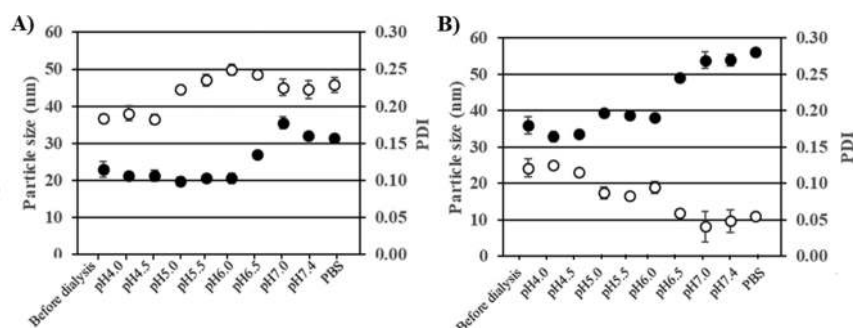 A)
60
50
40
30
20
10
0
Particle size (nm)
0.30
0.25
0.20
0.15
0.10
0.05
0.00
PDI
Before dialysis
pH4.0
pH4.5
pH5.0
pH5.5
pH6.0
pH6.5
pH7.0
pH7.4
PBS
B)
60
50
40
30
20
10
0
Particle size (nm)
0.30
0.25
0.20
0.15
0.10
0.05
0.00
PDI
Before dialysis
pH4.0
pH4.5
pH5.0
pH5.5
pH6.0
pH6.5
pH7.0
pH7.4
PBS